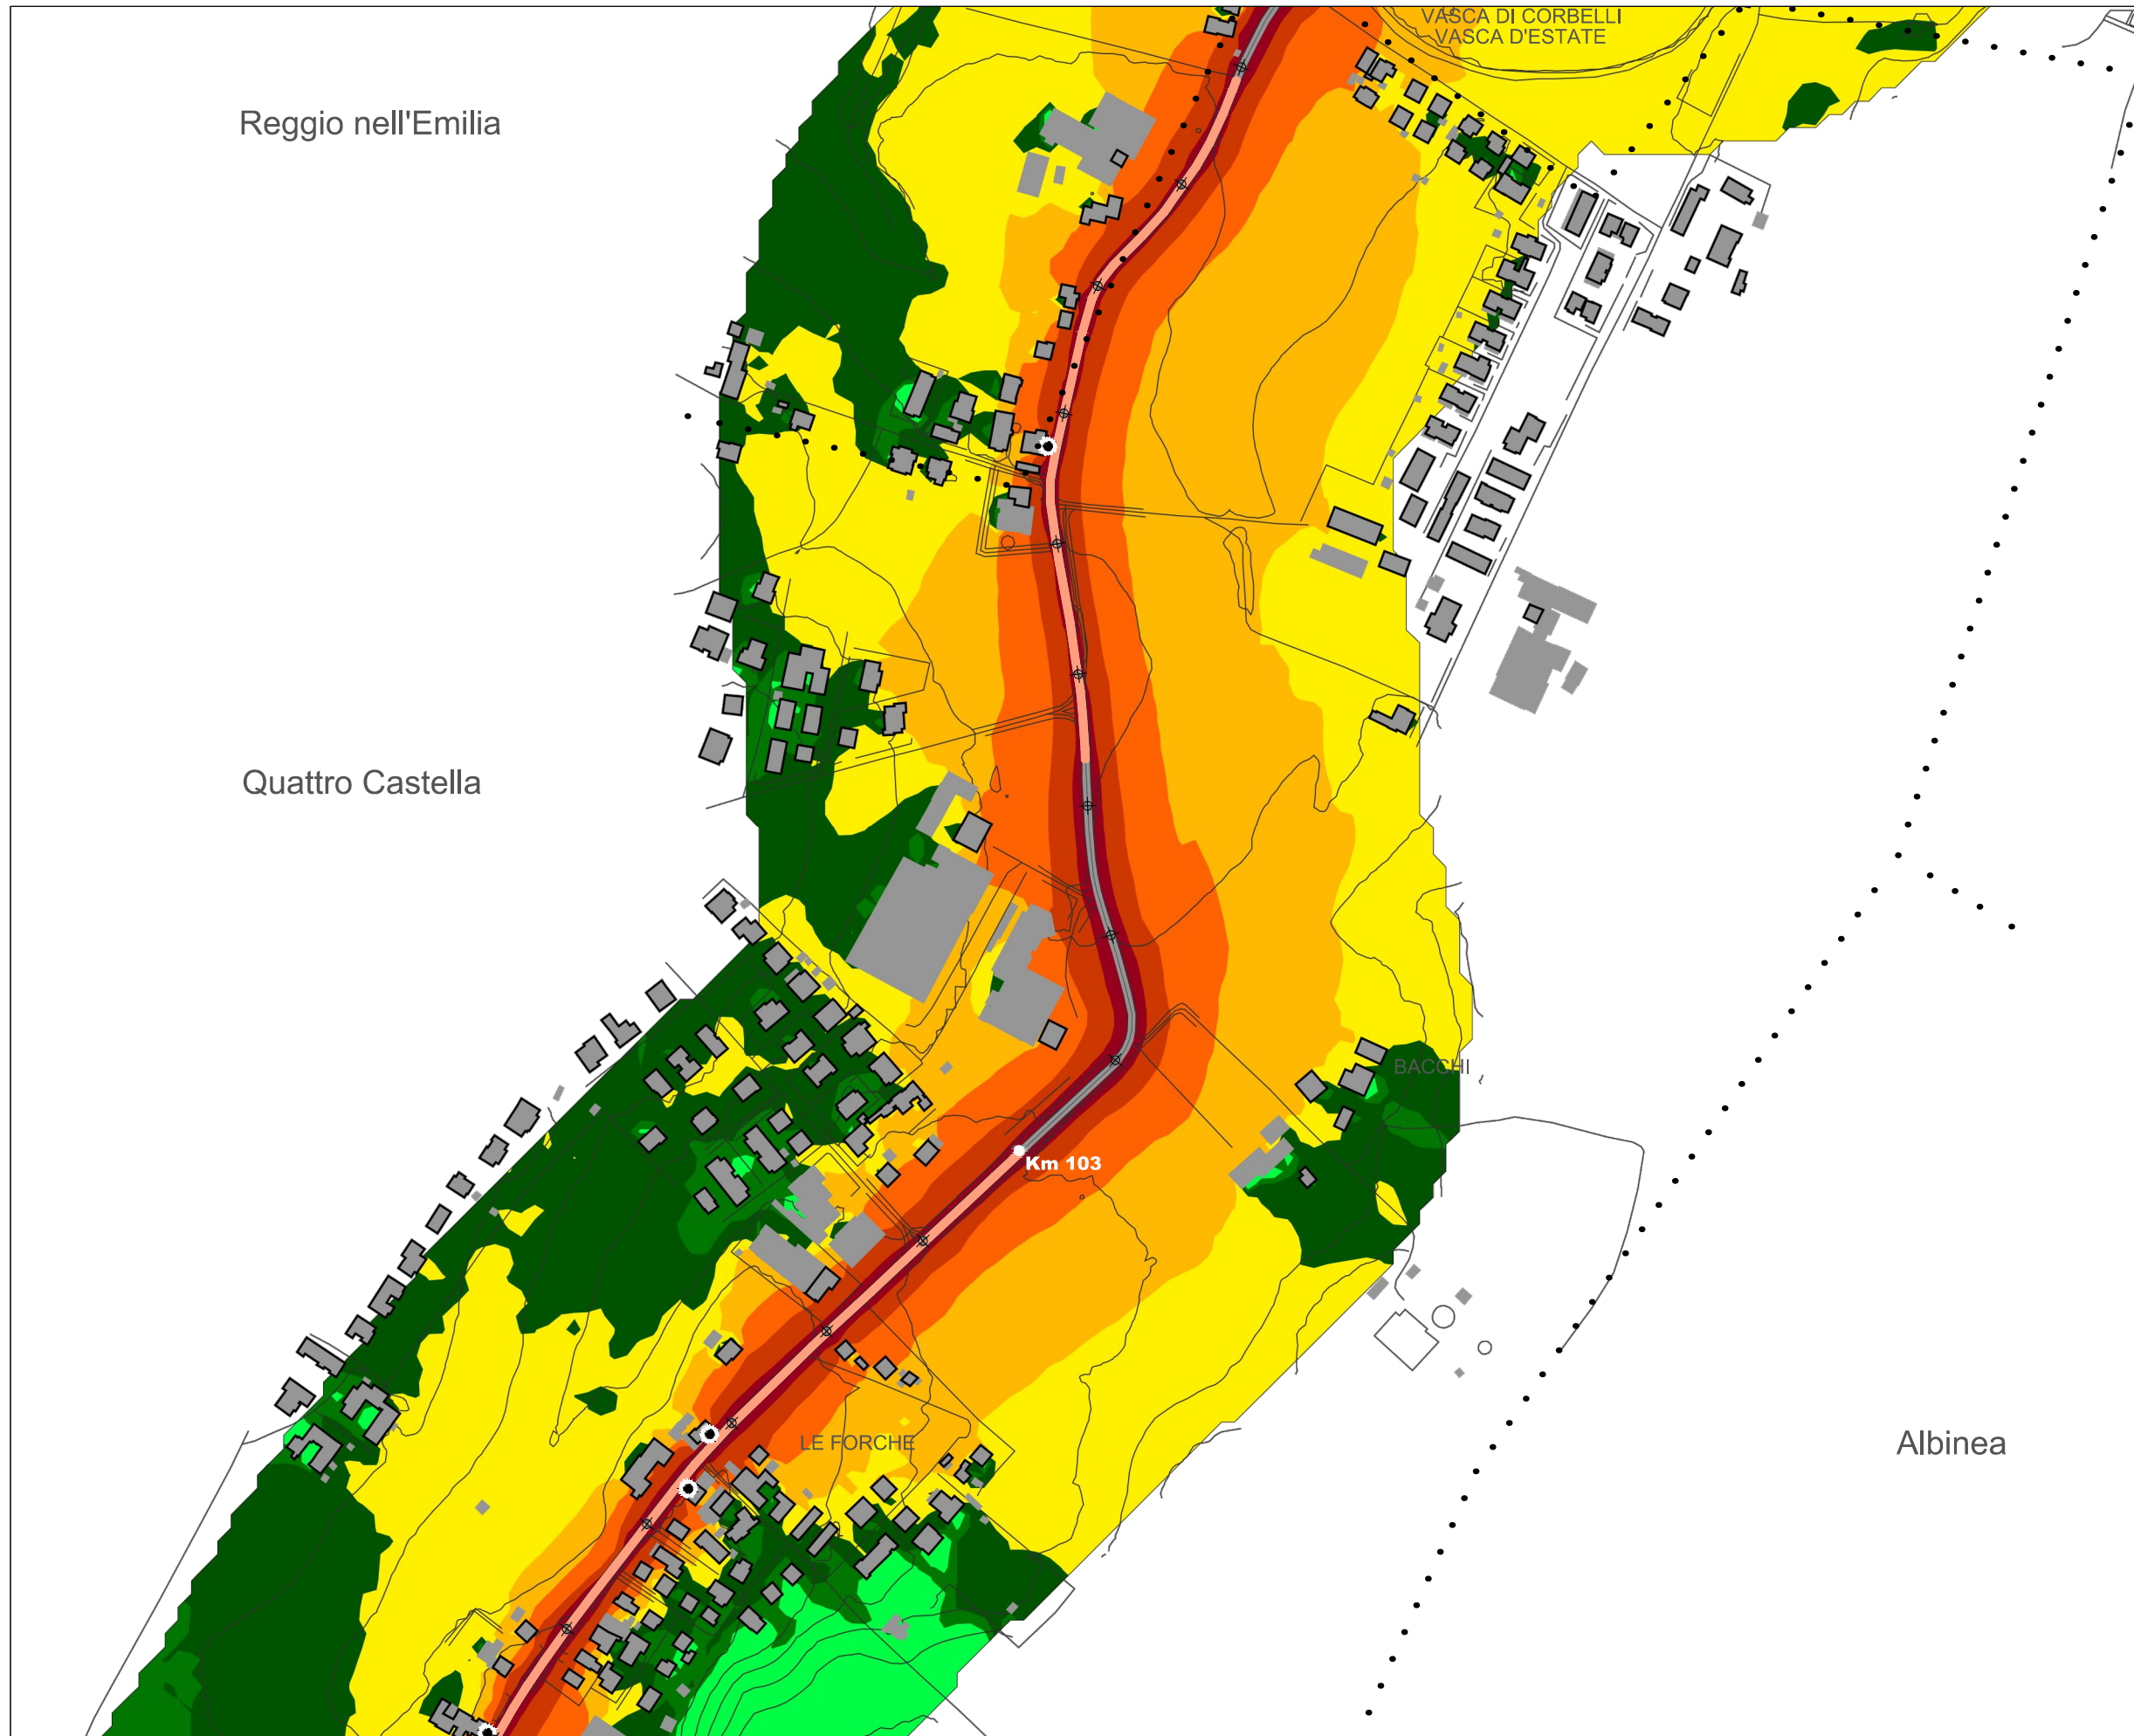 VASCA DI CORBELLI
VASCA D'ESTATE
Reggio nell'Emilia
Quattro Castella
BACCHI
Km 103
LE FORCHE
Albinea